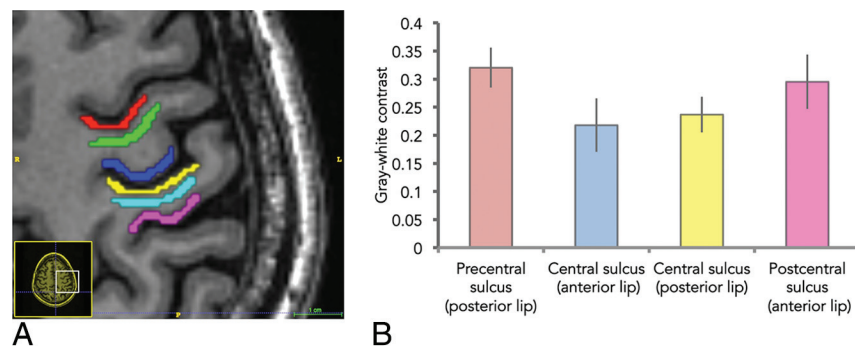 R
L
P
1 cm
A
B
Gray-white contrast
0.4
0.35
0.3
0.25
0.2
0.15
0.1
0.05
0
Precentral
sulcus
(posterior lip)
Central sulcus
(anterior lip)
Central sulcus
(posterior lip)
Postcentral
sulcus
(anterior lip)